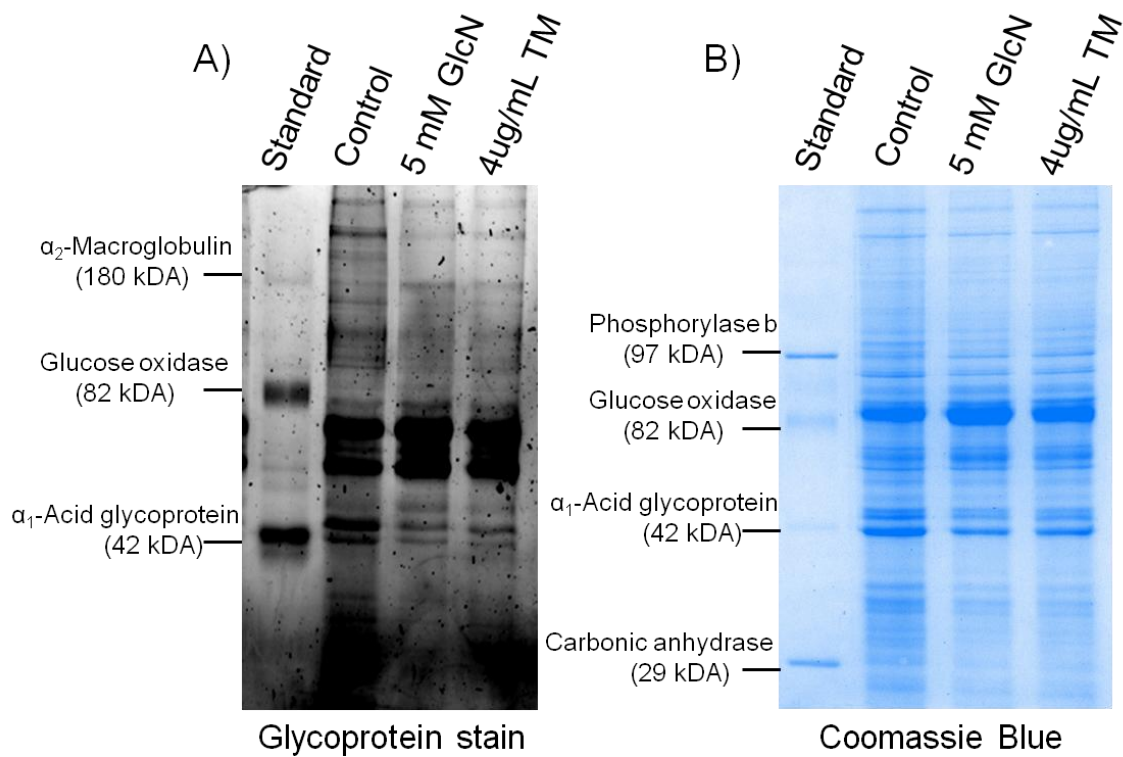 A)
Standard
Control
5 mM GlcN
4ug/mL TM
α₂-Macroglobulin
(180 kDA)
Glucose oxidase
(82 kDA)
α₁-Acid glycoprotein
(42 kDA)
Glycoprotein stain
B)
Standard
Control
5 mM GlcN
4ug/mL TM
Phosphorylase b
(97 kDA)
Glucose oxidase
(82 kDA)
α₁-Acid glycoprotein
(42 kDA)
Carbonic anhydrase
(29 kDA)
Coomassie Blue